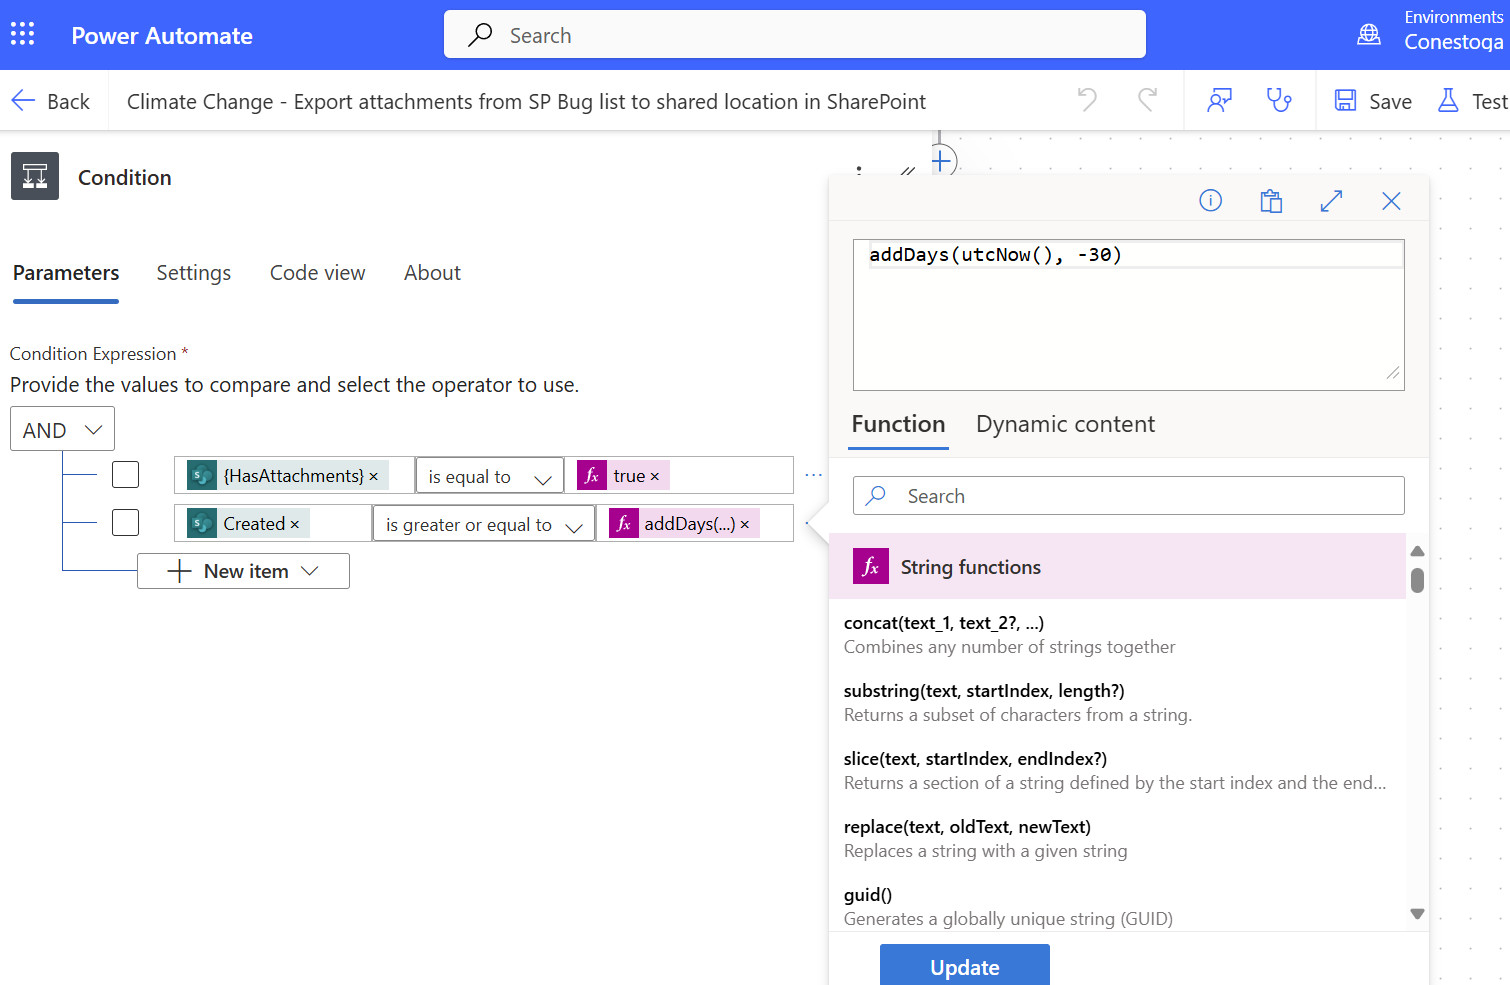 Power Automate
Search
Environments
Conestoga
Back
Climate Change - Export attachments from SP Bug list to shared location in SharePoint
Save
Test
Condition
Parameters
Settings
Code view
About
Condition Expression *
Provide the values to compare and select the operator to use.
AND
{HasAttachments} ×
is equal to
fx true ×
Created ×
is greater or equal to
fx addDays(...) ×
New item
addDays(utcNow(), -30)
Function
Dynamic content
Search
fx String functions
concat(text_1, text_2?, ...)
Combines any number of strings together
substring(text, startIndex, length?)
Returns a subset of characters from a string.
slice(text, startIndex, endIndex?)
Returns a section of a string defined by the start index and the end...
replace(text, oldText, newText)
Replaces a string with a given string
guid()
Generates a globally unique string (GUID)
Update